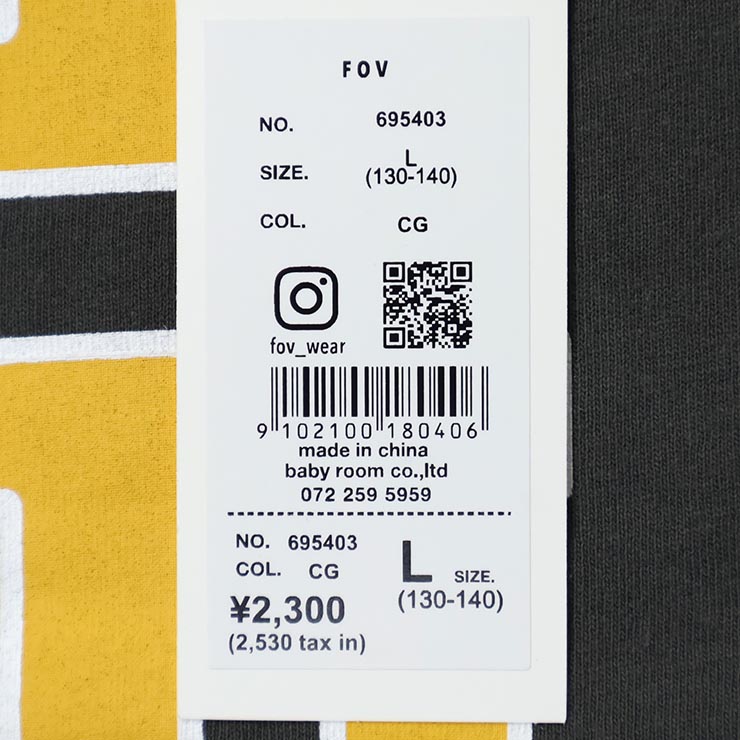 FOV
NO. 695403
SIZE. L
(130-140)
COL. CG
fov_wear
9 102100 180406
made in china
baby room co.,ltd
072 259 5959
NO. 695403
COL. CG
L SIZE.
(130-140)
¥2,300
(2,530 tax in)